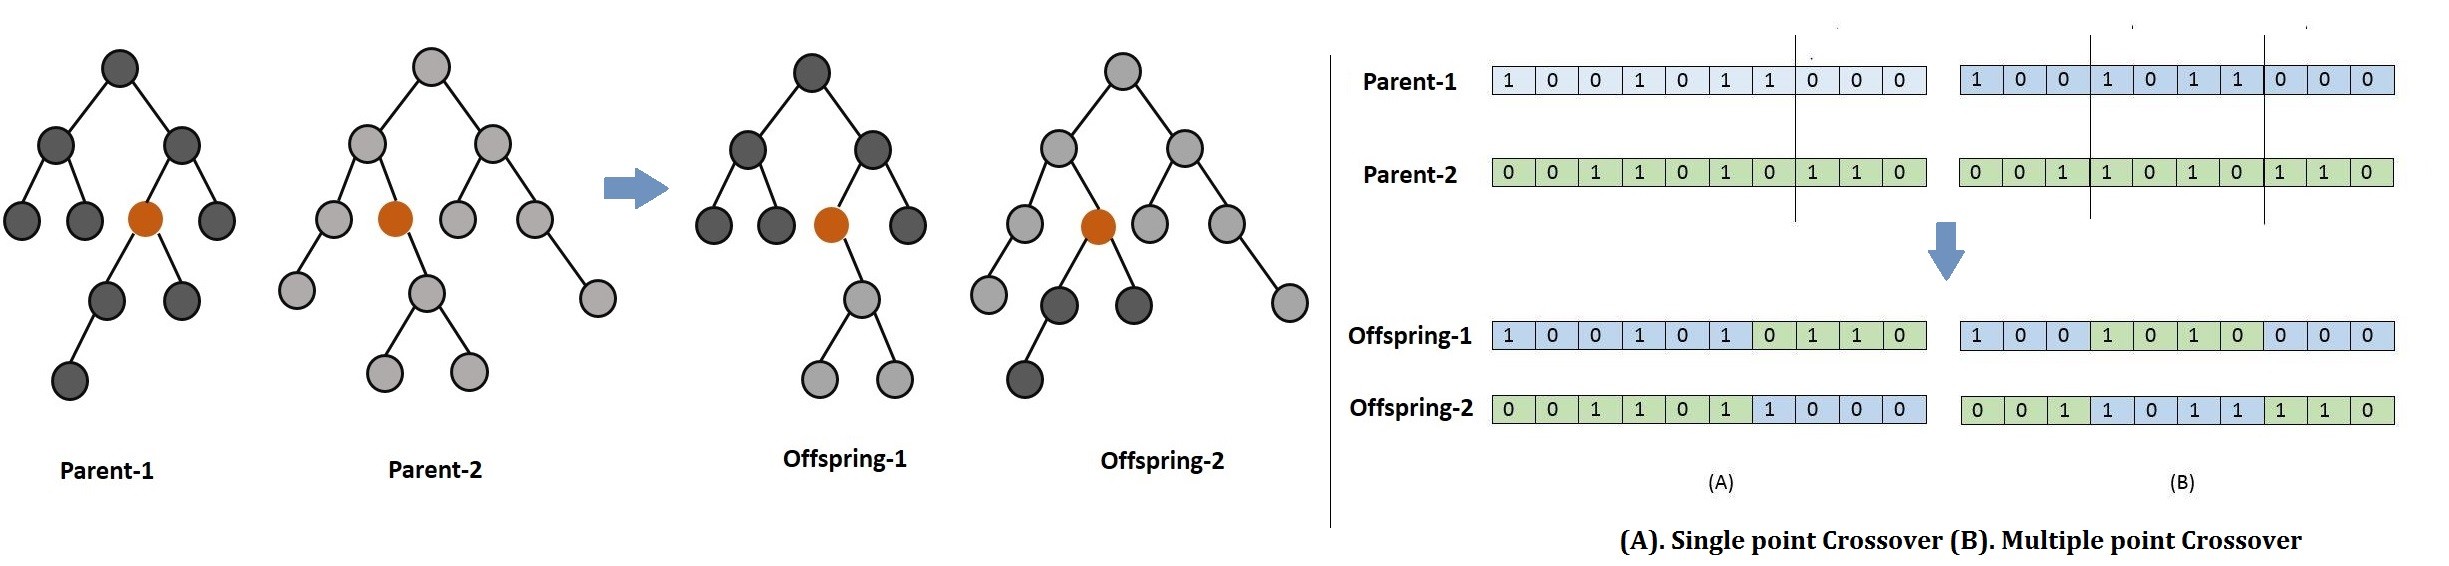 Parent-1
Parent-2
Offspring-1
Offspring-2
Parent-1 1 0 0 1 0 1 1 0 0 0 1 0 0 1 0 1 1 0 0 0
Parent-2 0 0 1 1 0 1 0 1 1 0 0 0 1 1 0 1 0 1 1 0
Offspring-1 1 0 0 1 0 1 0 1 1 0 1 0 0 1 0 1 0 0 0 0
Offspring-2 0 0 1 1 0 1 1 0 0 0 0 0 1 1 0 1 1 1 1 0
(A) (B)
(A). Single point Crossover (B). Multiple point Crossover